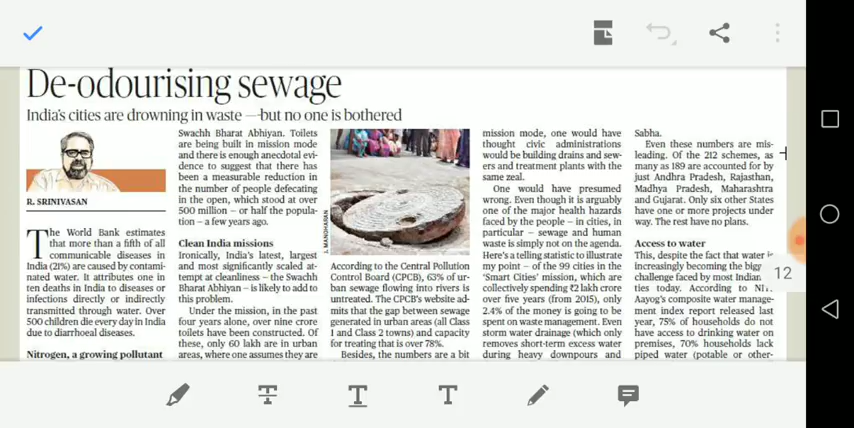 De-odourising sewage
India's cities are drowning in waste — but no one is bothered
R. SRINIVASAN
The World Bank estimates
that more than a fifth of all
communicable diseases in
India (21%) are caused by contami-
nated water. It attributes one in
ten deaths in India to diseases or
infections directly or indirectly
transmitted through water. Over
500 children die every day in India
due to diarrhoeal diseases.
Nitrogen, a growing pollutant
Swachh Bharat Abhiyan. Toilets
are being built in mission mode
and there is enough anecdotal evi-
dence to suggest that there has
been a measurable reduction in
the number of people defecating
in the open, which stood at over
500 million – or half the popula-
tion – a few years ago.
Clean India missions
Ironically, India's latest, largest
and most significantly scaled at-
tempt at cleanliness – the Swachh
Bharat Abhiyan – is likely to add to
this problem.
Under the mission, in the past
four years alone, over nine crore
toilets have been constructed. Of
these, only 60 lakh are in urban
areas, where one assumes they are
J. MANOHARAN
According to the Central Pollution
Control Board (CPCB), 63% of ur-
ban sewage flowing into rivers is
untreated. The CPCB's website ad-
mits that the gap between sewage
generated in urban areas (all Class
1 and Class 2 towns) and capacity
for treating that is over 78%.
Besides, the numbers are a bit
mission mode, one would have
thought civic administrations
would be building drains and sew-
ers and treatment plants with the
same zeal.
One would have presumed
wrong. Even though it is arguably
one of the major health hazards
faced by the people – in cities, in
particular – sewage and human
waste is simply not on the agenda.
Here's a telling statistic to illustrate
my point – of the 99 cities in the
'Smart Cities' mission, which are
collectively spending ₹2 lakh crore
over five years (from 2015), only
2.4% of the money is going to be
spent on waste management. Even
storm water drainage (which only
removes short-term excess water
during heavy downpours and
Sabha.
Even these numbers are mis-
leading. Of the 212 schemes, as
many as 189 are accounted for by
just Andhra Pradesh, Rajasthan,
Madhya Pradesh, Maharashtra
and Gujarat. Only six other States
have one or more projects under
way. The rest have no plans.
Access to water
This, despite the fact that water is
increasingly becoming the
challenge faced by most Indian
ties today. According to
Aayog's composite water manage-
ment index report released last
year, 75% of households do not
have access to drinking water on
premises, 70% households lack
piped water (potable or other-
12
T
T
T